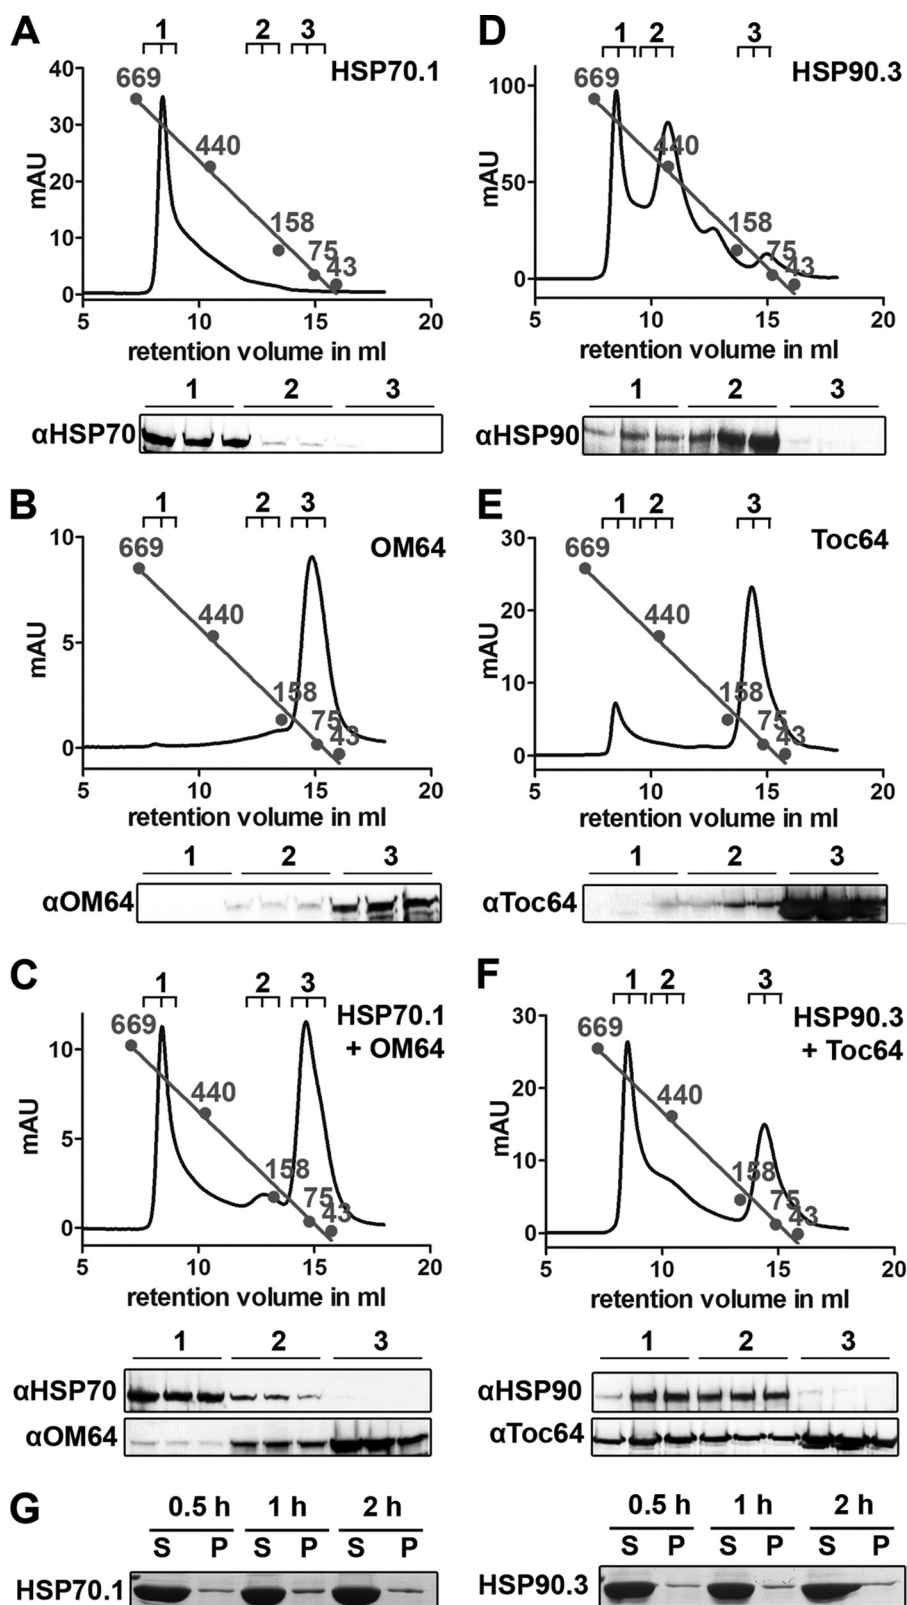 A
1 2 3
HSP70.1
40
30
20
10
0
mAU
669
440
158
75
43
5 10 15 20
retention volume in ml
1 2 3
αHSP70
B
1 2 3
OM64
10
5
0
mAU
669
440
158
75
43
5 10 15 20
retention volume in ml
1 2 3
αOM64
C
1 2 3
HSP70.1
+ OM64
10
5
0
mAU
669
440
158
75
43
5 10 15 20
retention volume in ml
1 2 3
αHSP70
αOM64
D
1 2 3
HSP90.3
100
50
0
mAU
669
440
158
75
43
5 10 15 20
retention volume in ml
1 2 3
αHSP90
E
1 2 3
Toc64
30
20
10
0
mAU
669
440
158
75
43
5 10 15 20
retention volume in ml
1 2 3
αToc64
F
1 2 3
HSP90.3
+ Toc64
30
20
10
0
mAU
669
440
158
75
43
5 10 15 20
retention volume in ml
1 2 3
αHSP90
αToc64
G
0.5 h 1 h 2 h
S P S P S P
HSP70.1
0.5 h 1 h 2 h
S P S P S P
HSP90.3